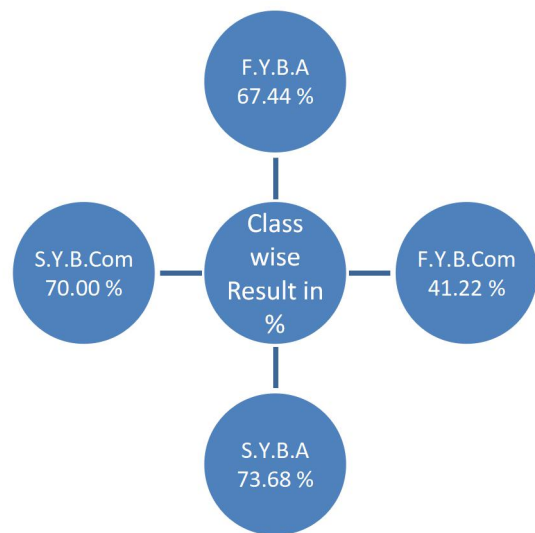 F.Y.B.A
67.44 %
S.Y.B.Com
70.00 %
Class
wise
Result in
%
F.Y.B.Com
41.22 %
S.Y.B.A
73.68 %